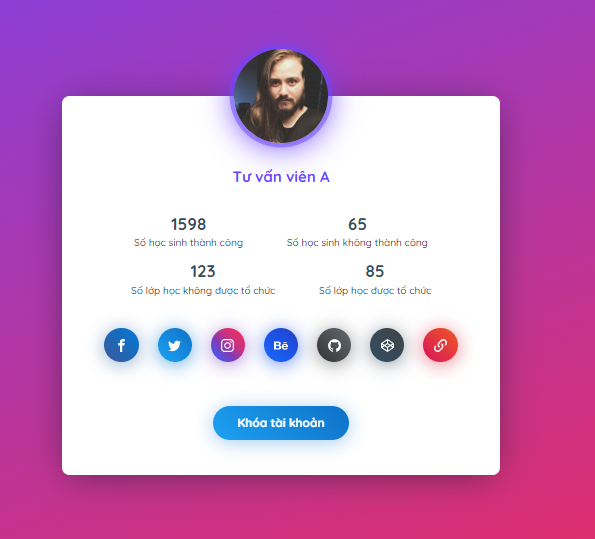 Tư vấn viên A
1598 65
Số học sinh thành công Số học sinh không thành công
123 85
Số lớp học không được tổ chức Số lớp học được tổ chức
Bē
Khóa tài khoản